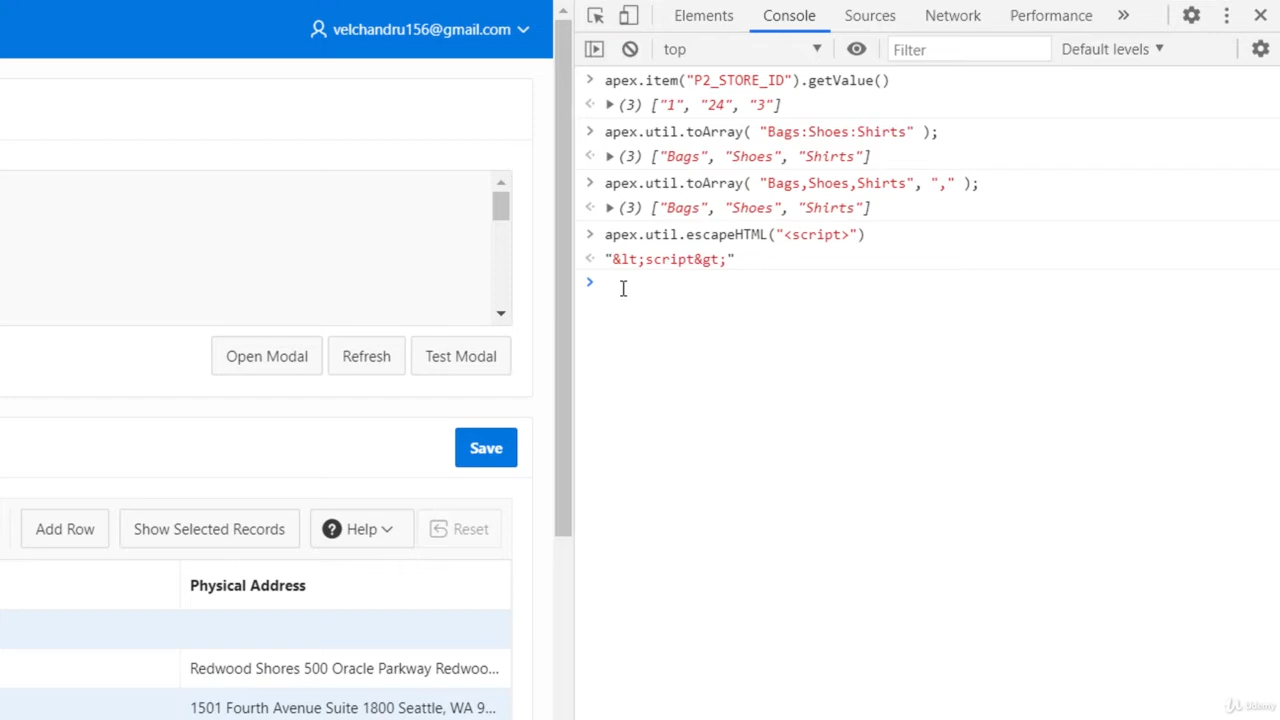 velchandru156@gmail.com
Open Modal Refresh Test Modal
Save
Add Row Show Selected Records ? Help Reset
Physical Address
Redwood Shores 500 Oracle Parkway Redwoo...
1501 Fourth Avenue Suite 1800 Seattle, WA 9...
Elements Console Sources Network Performance »
top Filter Default levels ▼
> apex.item("P2_STORE_ID").getValue()
(3) ["1", "24", "3"]
> apex.util.toArray( "Bags:Shoes:Shirts" );
(3) ["Bags", "Shoes", "Shirts"]
> apex.util.toArray( "Bags,Shoes,Shirts", "," );
(3) ["Bags", "Shoes", "Shirts"]
> apex.util.escapeHTML("<script>")
"&lt;script&gt;"
>
Udemy